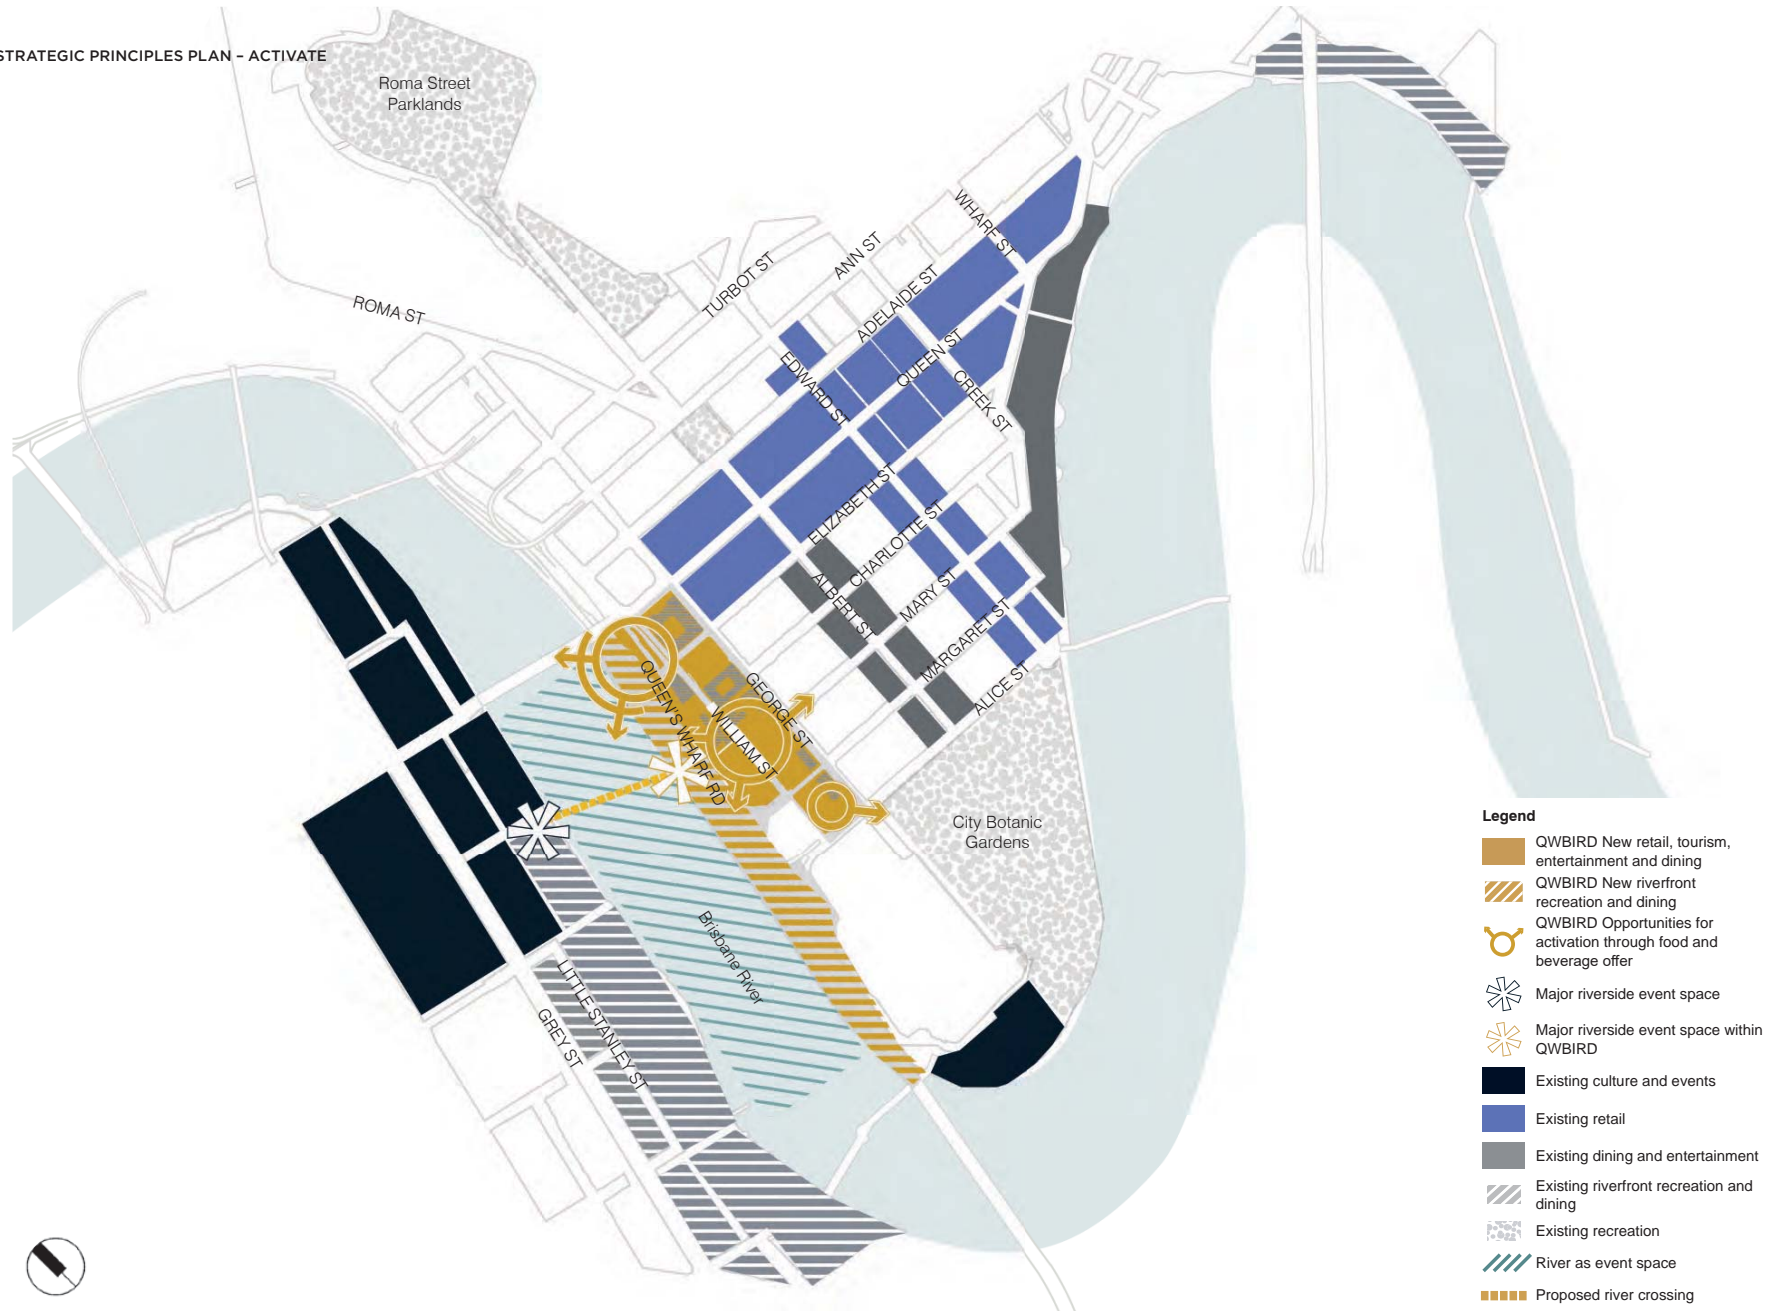 STRATEGIC PRINCIPLES PLAN – ACTIVATE
Roma Street
Parklands
WHARF ST
ANN ST
TURBOT ST
ADELAIDE ST
ROMA ST
QUEEN ST
EDWARD ST
CREEK ST
ELIZABETH ST
CHARLOTTE ST
ALBERT ST
MARY ST
MARGARET ST
ALICE ST
GEORGE ST
QUEEN'S WHARF RD
WILLIAM ST
City Botanic
Gardens
Brisbane River
LITTLE STANLEY ST
GREY ST
Legend
QWBIRD New retail, tourism,
entertainment and dining
QWBIRD New riverfront
recreation and dining
QWBIRD Opportunities for
activation through food and
beverage offer
Major riverside event space
Major riverside event space within
QWBIRD
Existing culture and events
Existing retail
Existing dining and entertainment
Existing riverfront recreation and
dining
Existing recreation
River as event space
Proposed river crossing